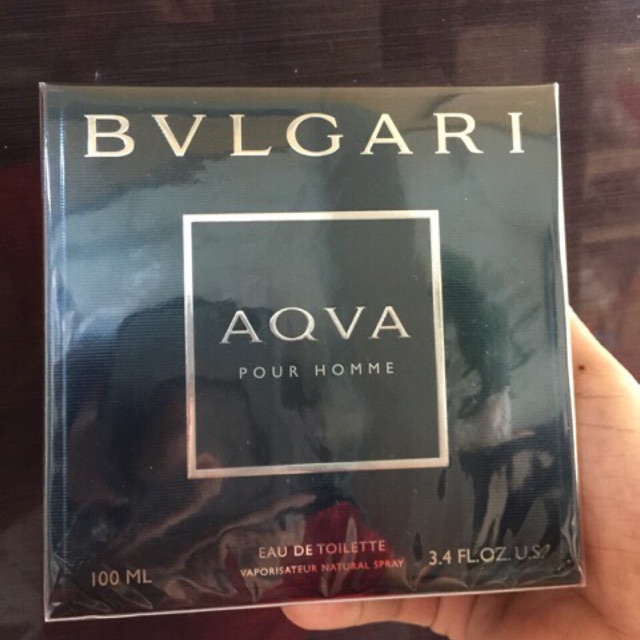 BVLGARI
AQVA
POUR HOMME
EAU DE TOILETTE
VAPORISATEUR NATURAL SPRAY
100 ML
3.4 FL.OZ. U.S.